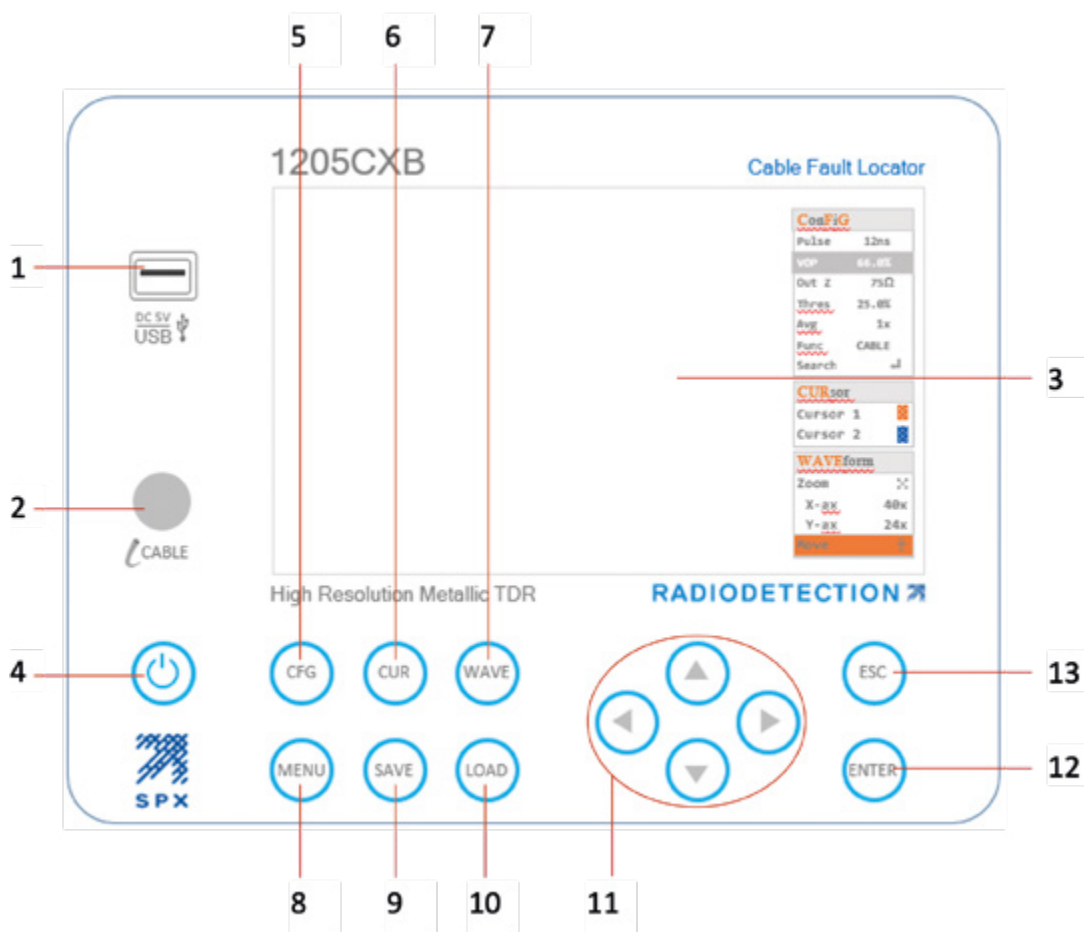 5 6 7
1205CXB
Cable Fault Locator
ConFiG
Pulse 12ns
VOP 66.0%
Out Z 75Ω
Thres 25.0%
Avg 1x
Func CABLE
Search
CURsor
Cursor 1
Cursor 2
WAVEform
Zoom
X-ax 40x
Y-ax 24x
Move
1
DC 5V
USB
3
2
iCABLE
High Resolution Metallic TDR
RADIODETECTION
4
CFG CUR WAVE
ESC
13
SPX
MENU SAVE LOAD
ENTER
12
8 9 10 11